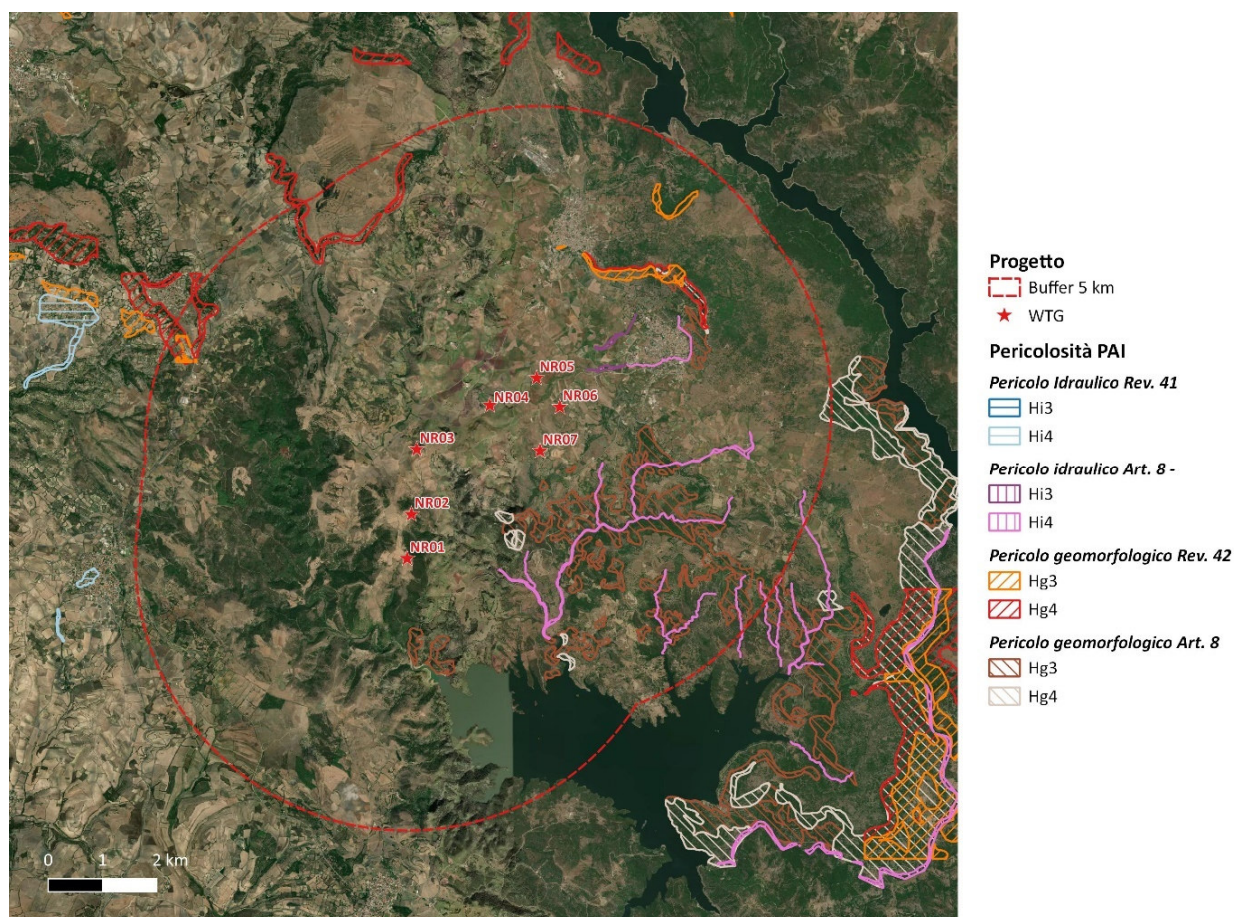 NR05
NR04
NR06
NR03
NR07
NR02
NR01
0 1 2 km
Progetto
Buffer 5 km
WTG
Pericolosità PAI
Pericolo Idraulico Rev. 41
Hi3
Hi4
Pericolo idraulico Art. 8 -
Hi3
Hi4
Pericolo geomorfologico Rev. 42
Hg3
Hg4
Pericolo geomorfologico Art. 8
Hg3
Hg4